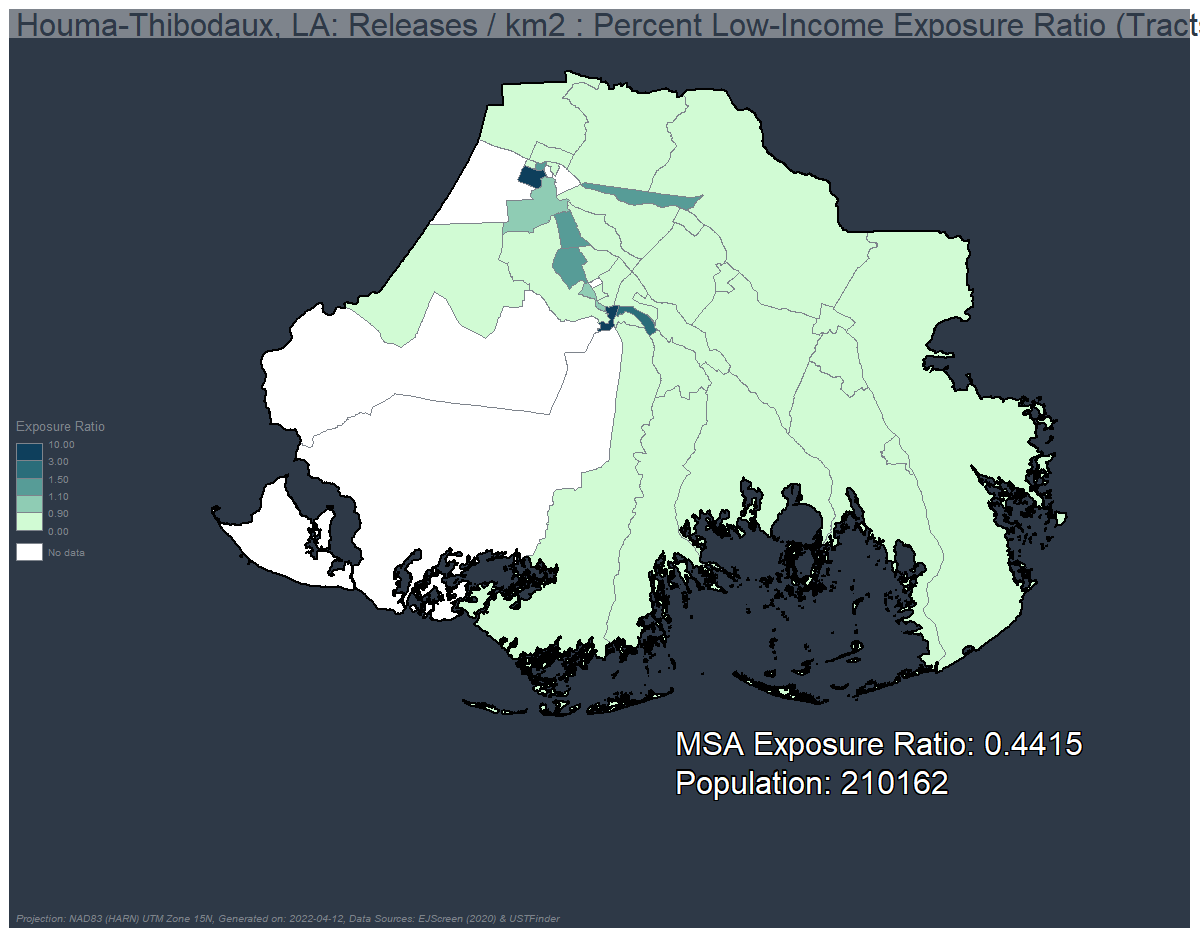 Houma-Thibodaux, LA: Releases / km2 : Percent Low-Income Exposure Ratio (Tracts
Exposure Ratio
10.00
3.00
1.50
1.10
0.90
0.00
No data
MSA Exposure Ratio: 0.4415
Population: 210162
Projection: NAD83 (HARN) UTM Zone 15N, Generated on: 2022-04-12, Data Sources: EJScreen (2020) & USTFinder